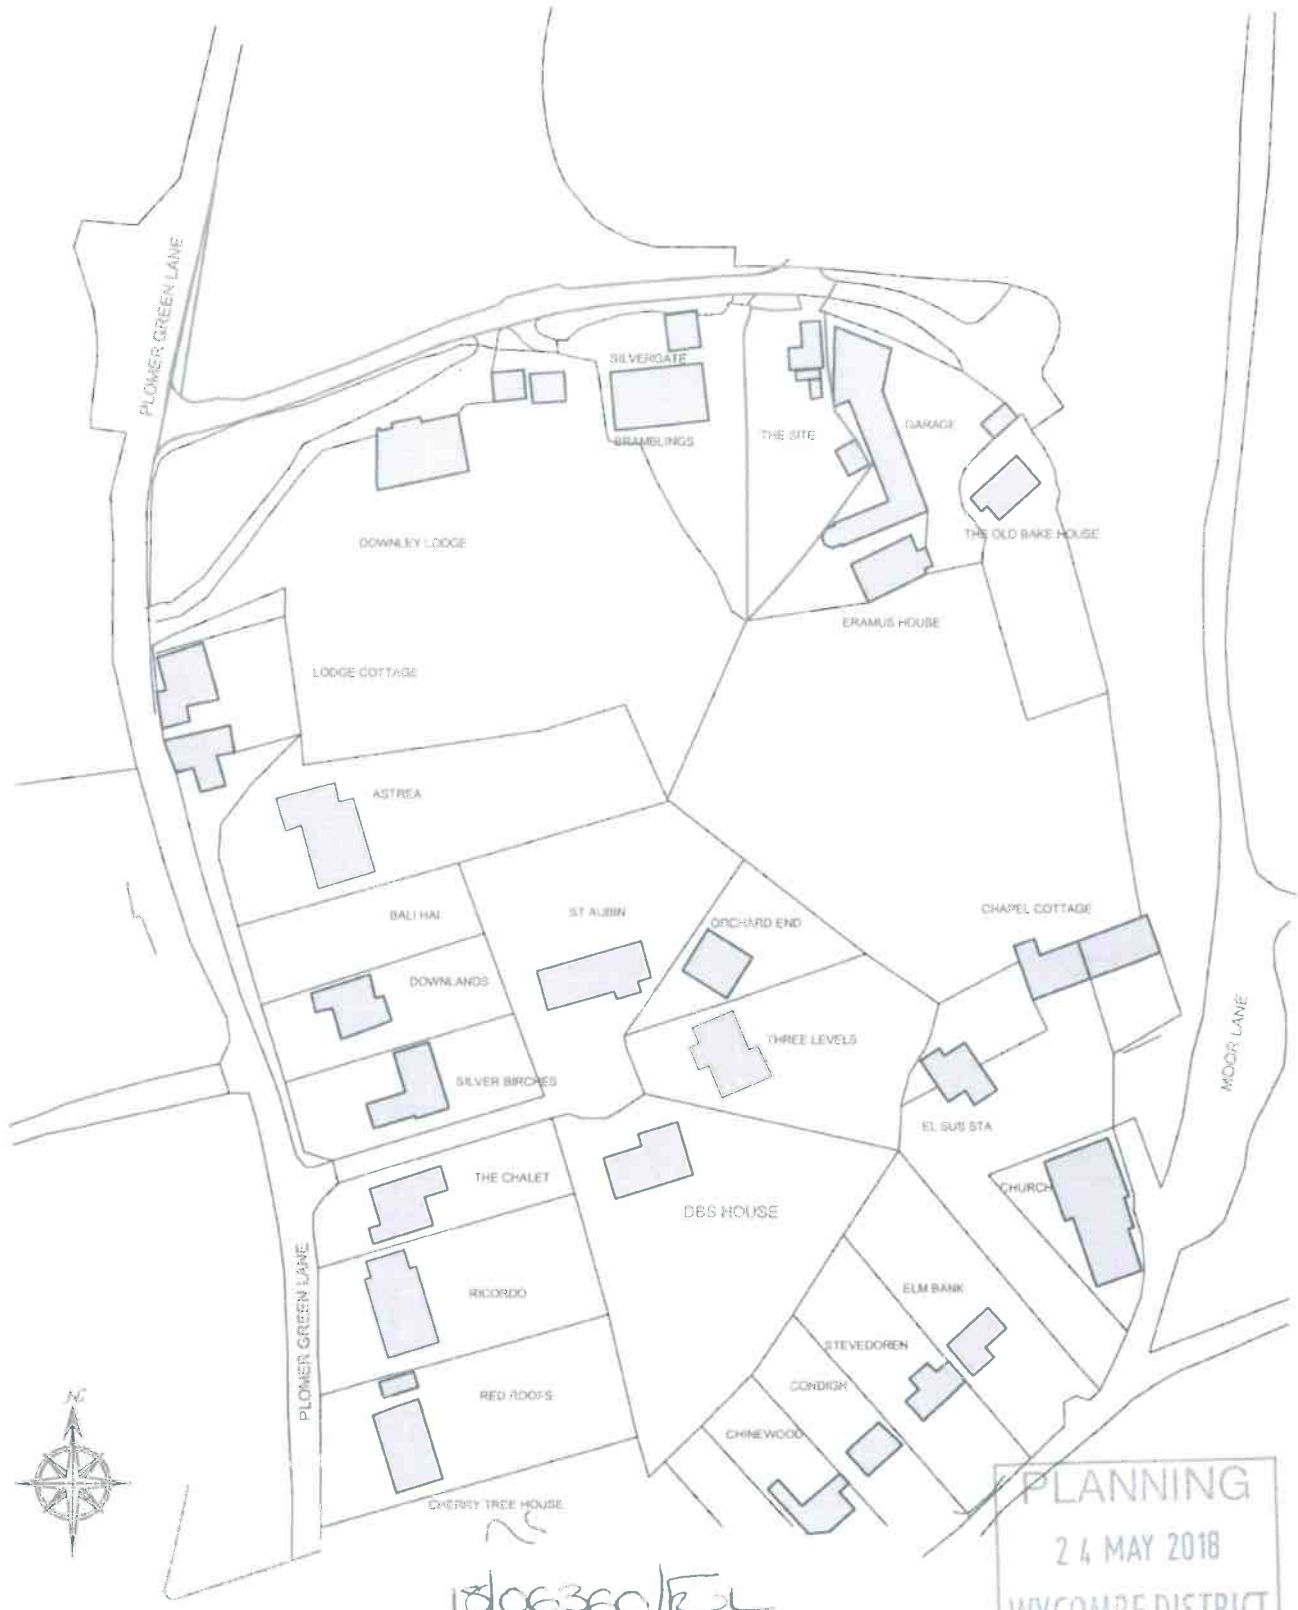 PLOMER GREEN LANE
SILVERGATE
BRAMBLINGS
THE SITE
GARAGE
DOWNLEY LODGE
THE OLD BAKE HOUSE
ERAMUS HOUSE
LODGE COTTAGE
ASTREA
BALI HAI
ST AUBIN
ORCHARD END
CHAPEL COTTAGE
DOWNLANDS
THREE LEVELS
MOOR LANE
SILVER BIRCHES
EL SUB STA
THE CHALET
CHURCH
DBS HOUSE
PLOMER GREEN LANE
RICORDO
ELM BANK
STEVEDOREN
CONDIGH
RED ROOFS
CHINEWOOD
N
CHERRY TREE HOUSE
PLANNING
24 MAY 2018
WYCOMBE DISTRICT